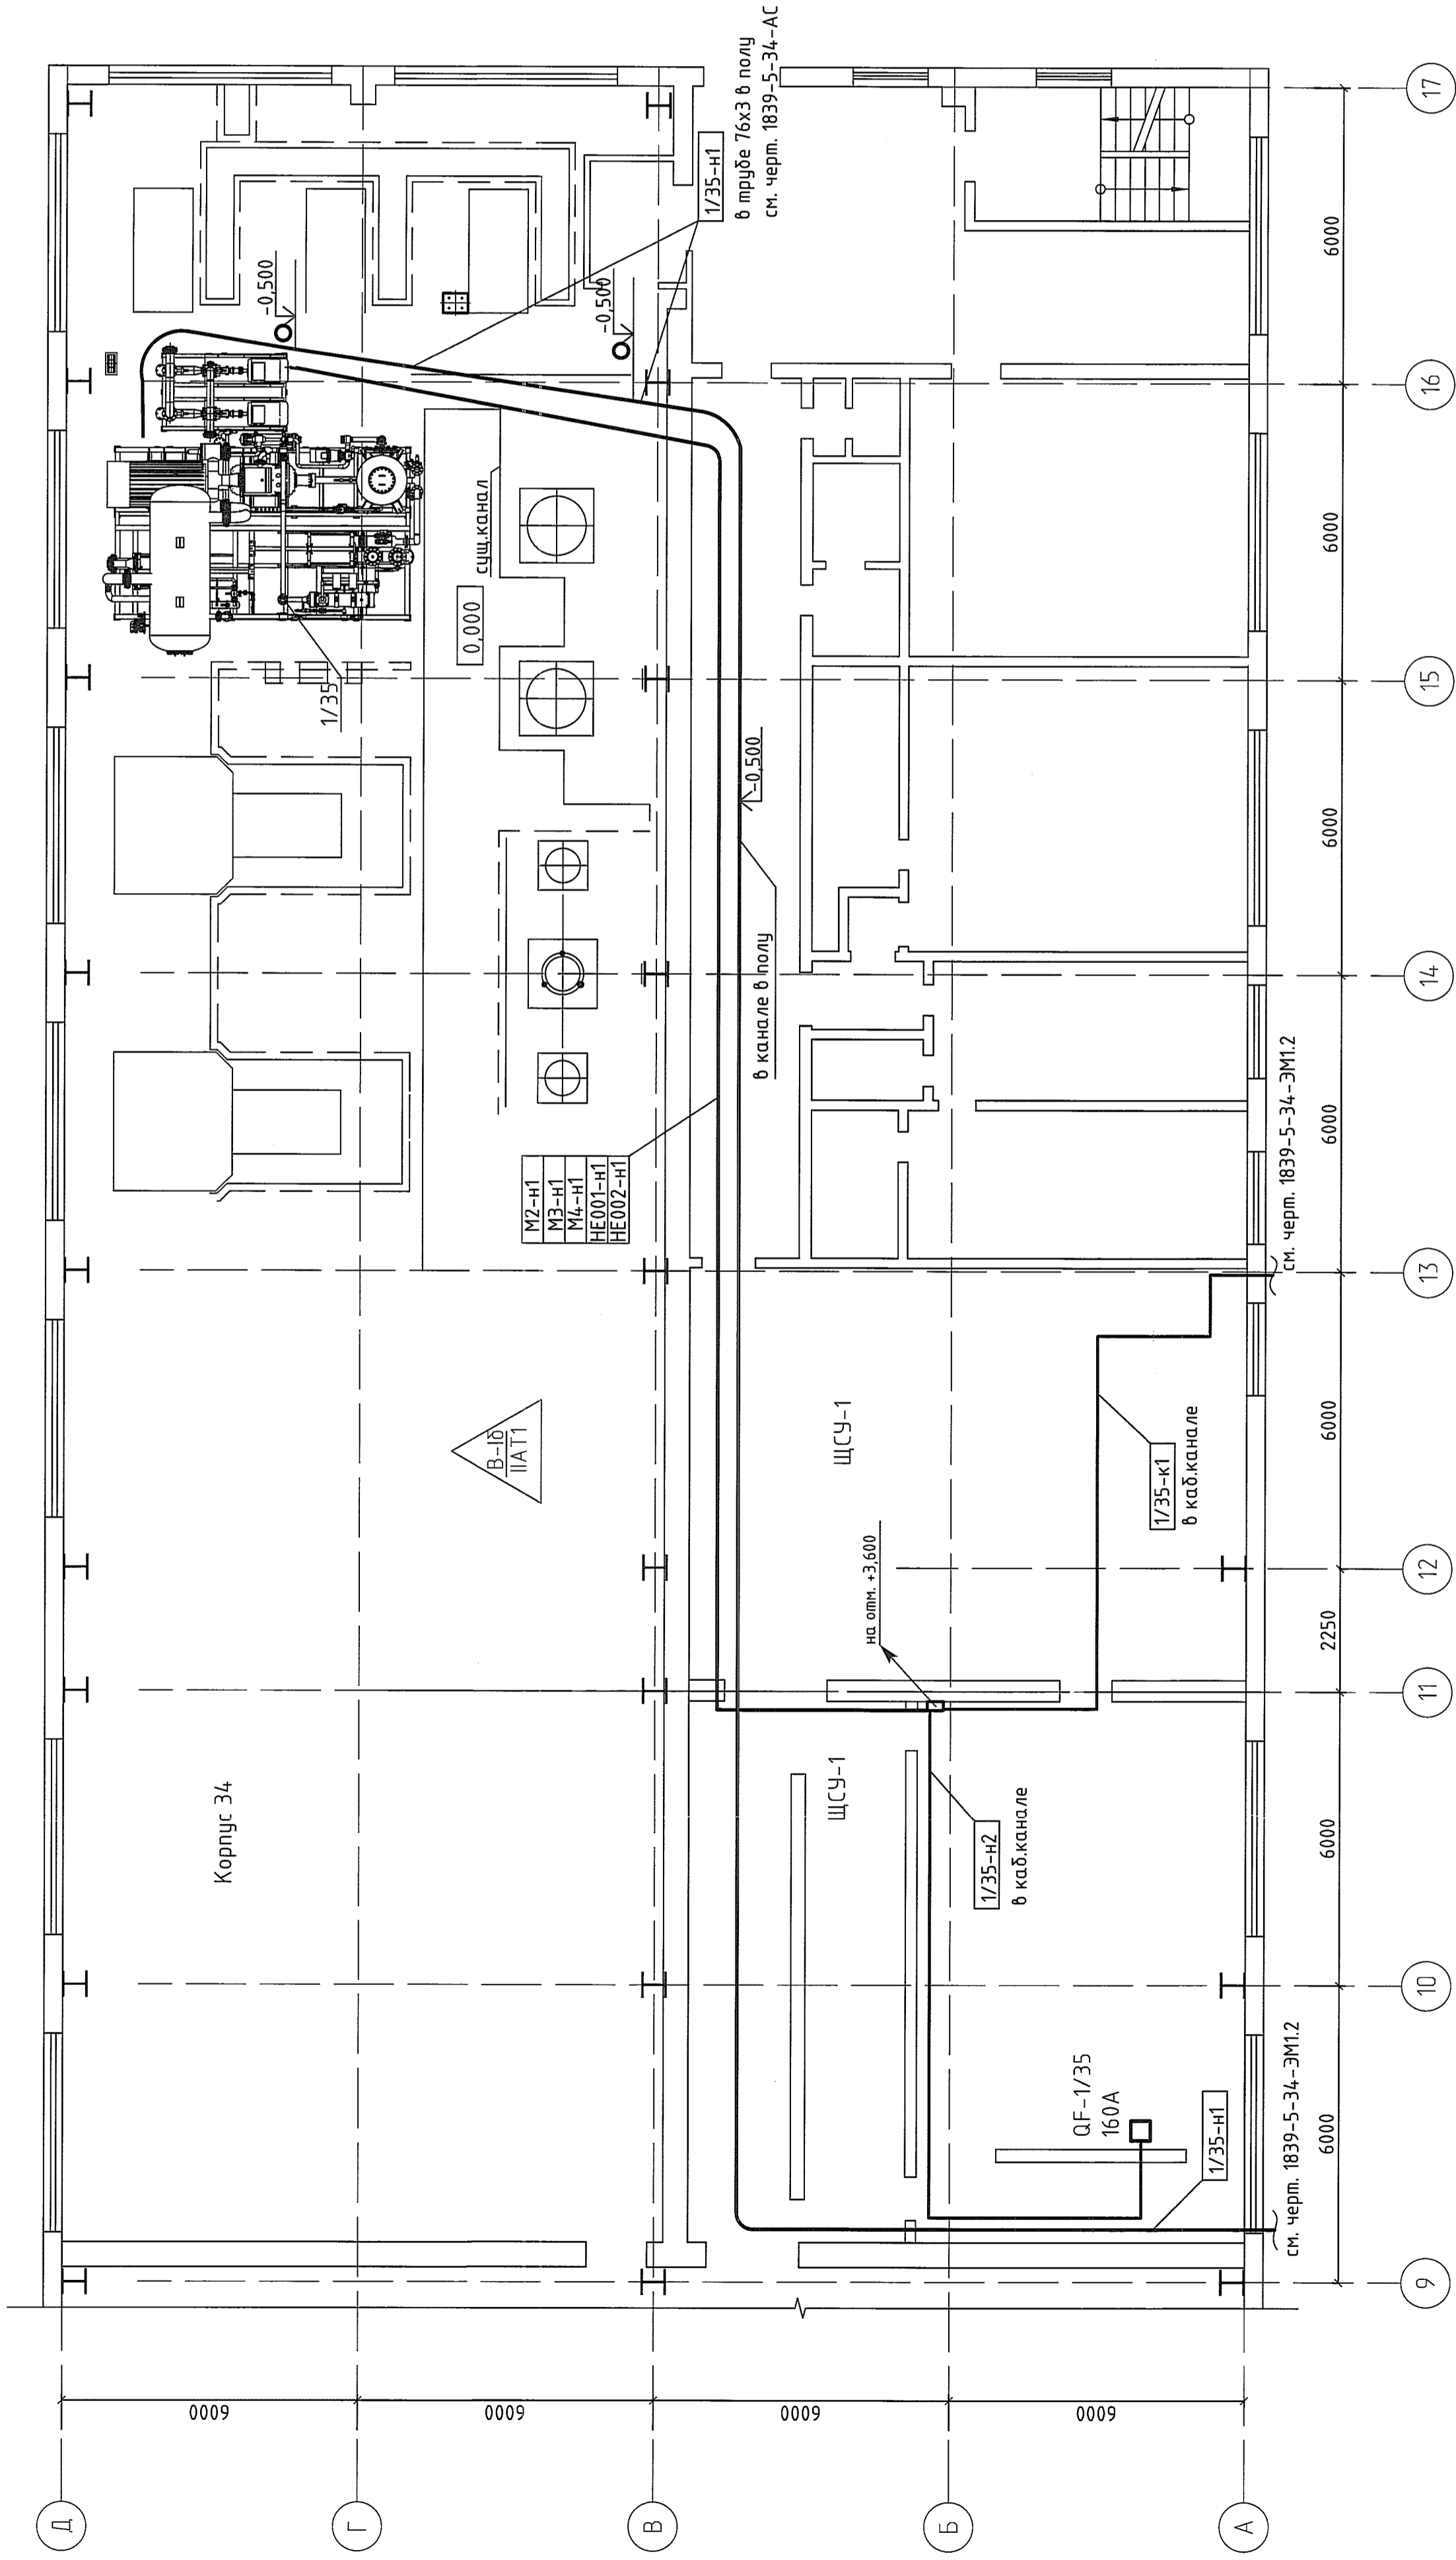 Корпус 34
В-Iб
IIАТ1
1/35
0,000
сущ.канал
-0,500
-0,500
1/35-н1
в трубе 76х3 в полу
см. черт. 1839-5-34-АС
М2-н1
М3-н1
М4-н1
НЕ001-н1
НЕ002-н1
в канале в полу
-0,500
ЩСУ-1
ЩСУ-1
на отм. +3,600
1/35-н2
в каб.канале
1/35-к1
в каб.канале
QF-1/35
160А
1/35-н1
см. черт. 1839-5-34-ЭМ1.2
см. черт. 1839-5-34-ЭМ1.2
6000
6000
6000
6000
Д
Г
В
Б
А
6000
6000
2250
6000
6000
6000
6000
6000
6000
9
10
11
12
13
14
15
16
17